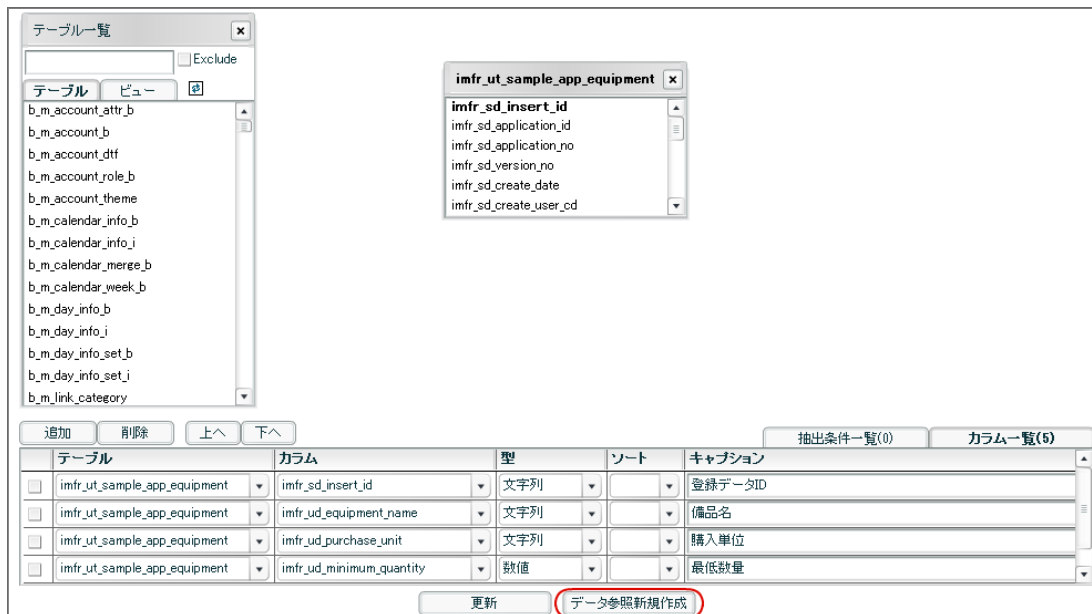 テーブル一覧
Exclude
テーブル ビュー
b_m_account_attr_b
b_m_account_b
b_m_account_dtf
b_m_account_role_b
b_m_account_theme
b_m_calendar_info_b
b_m_calendar_info_i
b_m_calendar_merge_b
b_m_calendar_week_b
b_m_day_info_b
b_m_day_info_i
b_m_day_info_set_b
b_m_day_info_set_i
b_m_link_category
imfr_ut_sample_app_equipment
imfr_sd_insert_id
imfr_sd_application_id
imfr_sd_application_no
imfr_sd_version_no
imfr_sd_create_date
imfr_sd_create_user_cd
追加 削除 上へ 下へ 抽出条件一覧(0) カラム一覧(5)
テーブル カラム 型 ソート キャプション
imfr_ut_sample_app_equipment imfr_sd_insert_id 文字列 登録データID
imfr_ut_sample_app_equipment imfr_ud_equipment_name 文字列 備品名
imfr_ut_sample_app_equipment imfr_ud_purchase_unit 文字列 購入単位
imfr_ut_sample_app_equipment imfr_ud_minimum_quantity 数値 最低数量
更新 データ参照新規作成